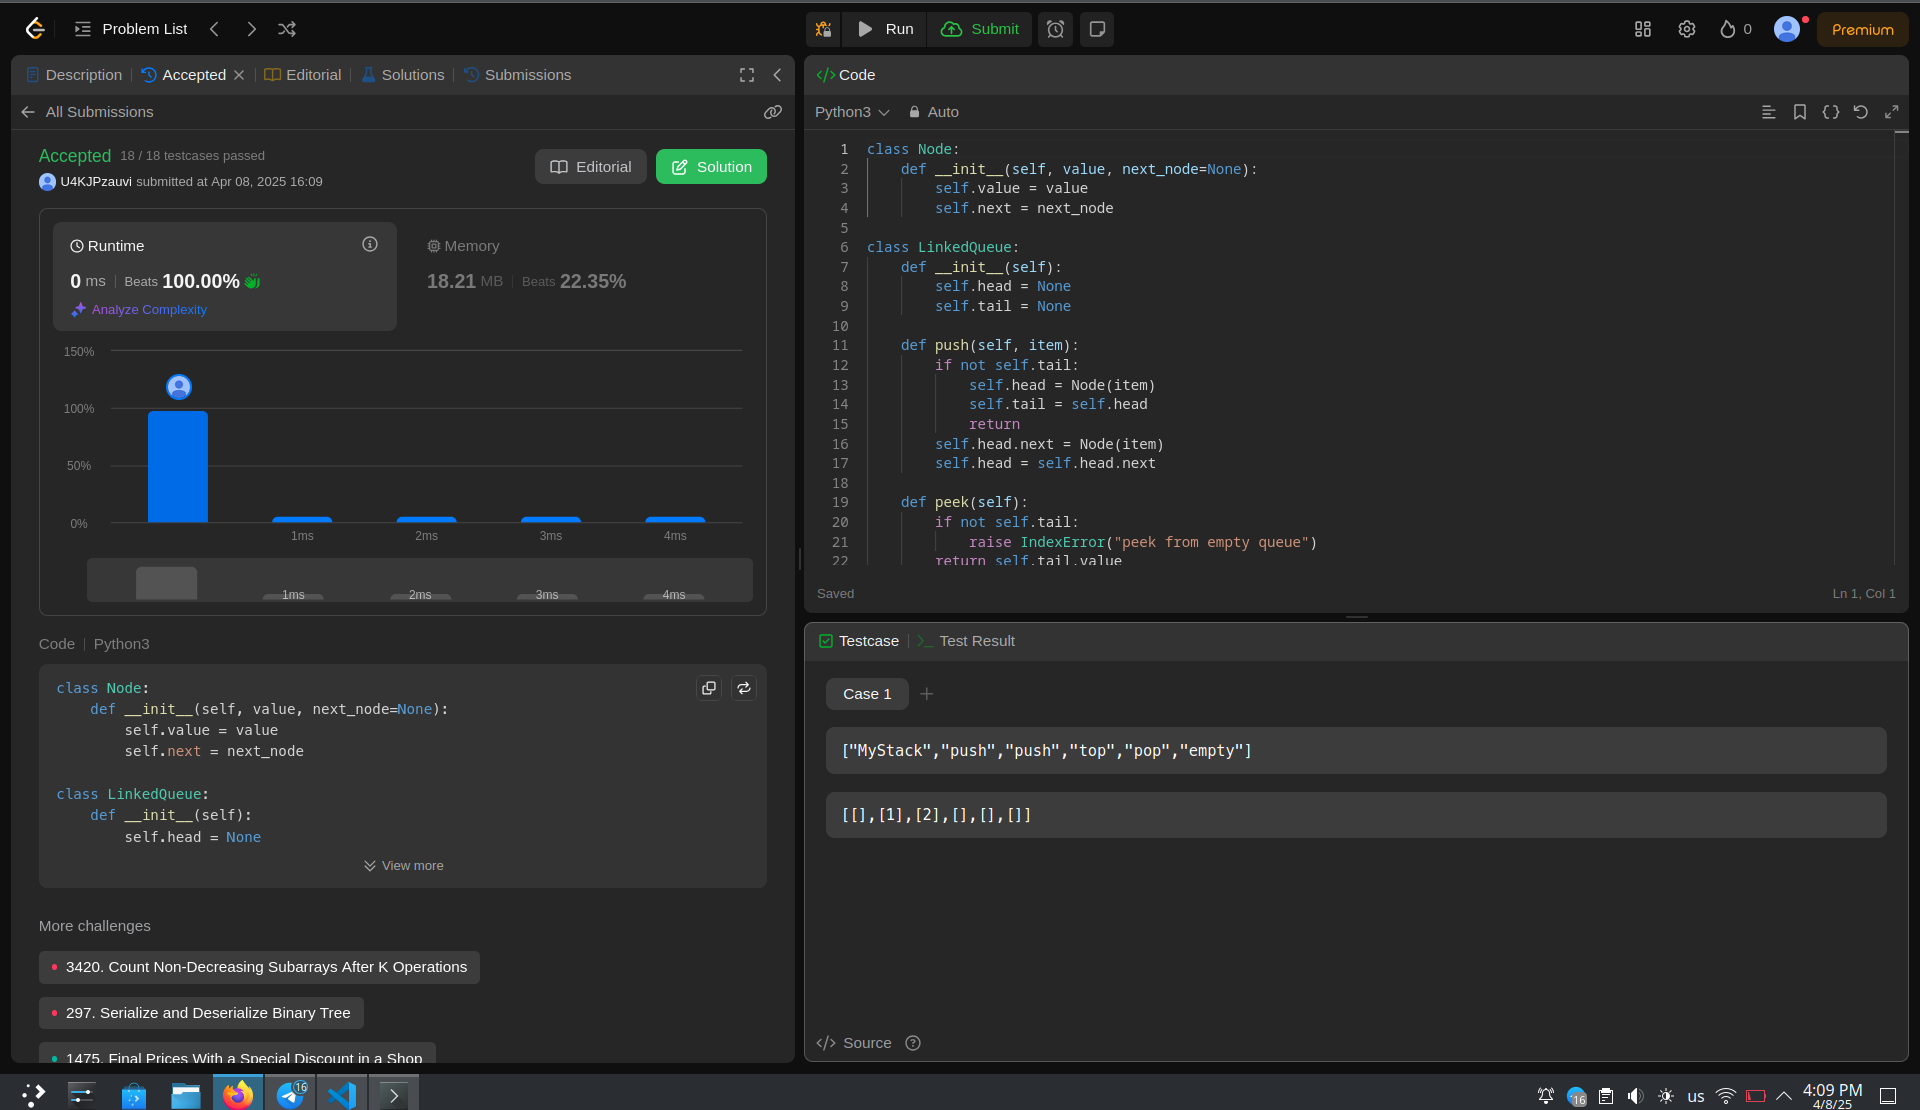 Problem List
Run
Submit
0
Premium
Description
Accepted
Editorial
Solutions
Submissions
All Submissions
Accepted 18 / 18 testcases passed
U4KJPzauvi submitted at Apr 08, 2025 16:09
Editorial
Solution
Runtime
0 ms Beats 100.00%
Analyze Complexity
Memory
18.21 MB Beats 22.35%
150%
100%
50%
0%
1ms 2ms 3ms 4ms
1ms 2ms 3ms 4ms
Code Python3
class Node:
    def __init__(self, value, next_node=None):
        self.value = value
        self.next = next_node
class LinkedQueue:
    def __init__(self):
        self.head = None
View more
More challenges
3420. Count Non-Decreasing Subarrays After K Operations
297. Serialize and Deserialize Binary Tree
1475. Final Prices With a Special Discount in a Shop
</> Code
Python3
Auto
1 class Node:
2     def __init__(self, value, next_node=None):
3         self.value = value
4         self.next = next_node
5
6 class LinkedQueue:
7     def __init__(self):
8         self.head = None
9         self.tail = None
10
11     def push(self, item):
12         if not self.tail:
13             self.head = Node(item)
14             self.tail = self.head
15             return
16         self.head.next = Node(item)
17         self.head = self.head.next
18
19     def peek(self):
20         if not self.tail:
21             raise IndexError("peek from empty queue")
22         return self.tail.value
Saved
Ln 1, Col 1
Testcase
Test Result
Case 1
["MyStack","push","push","top","pop","empty"]
[[],[1],[2],[],[],[]]
</> Source
16
16
us
4:09 PM
4/8/25